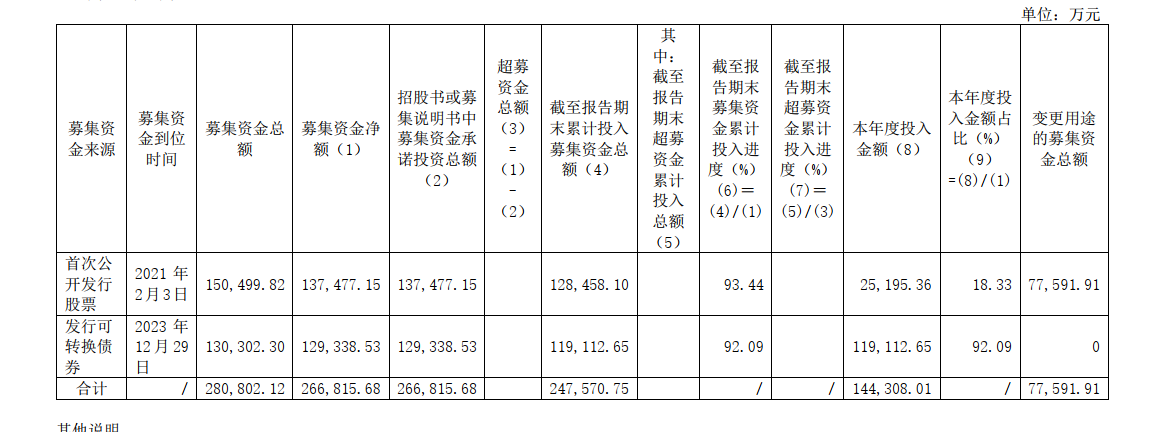 单位：万元
募集资金来源 募集资金到位时间 募集资金总额 募集资金净额（1） 招股书或募集说明书中募集资金承诺投资总额（2） 超募资金总额（3）=（1）-（2） 截至报告期末累计投入募集资金总额（4） 其中：截至报告期末超募资金累计投入总额（5） 截至报告期末募集资金累计投入进度（%）(6)＝(4)/(1) 截至报告期末超募资金累计投入进度（%）(7)＝(5)/(3) 本年度投入金额（8） 本年度投入金额占比（%）(9)=(8)/(1) 变更用途的募集资金总额
首次公开发行股票 2021 年2月3日 150,499.82 137,477.15 137,477.15 128,458.10 93.44 25,195.36 18.33 77,591.91
发行可转换债券 2023 年12 月 29日 130,302.30 129,338.53 129,338.53 119,112.65 92.09 119,112.65 92.09 0
合计 / 280,802.12 266,815.68 266,815.68 247,570.75 / / 144,308.01 / 77,591.91
其他说明